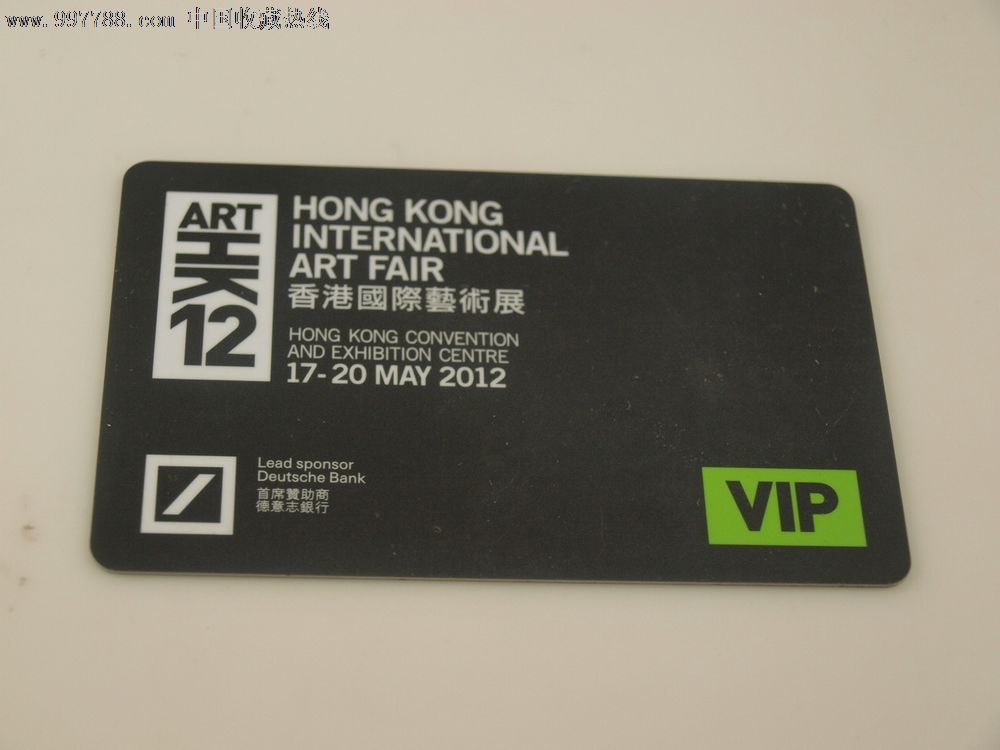 www.997788.com 中国收藏热线
ART
HK
12
HONG KONG
INTERNATIONAL
ART FAIR
香港國際藝術展
HONG KONG CONVENTION
AND EXHIBITION CENTRE
17-20 MAY 2012
Lead sponsor
Deutsche Bank
首席贊助商
德意志銀行
VIP